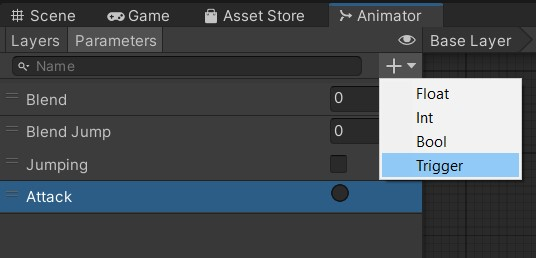 Scene Game Asset Store Animator
Layers Parameters Base Layer
Name
Float
Int
Bool
Trigger
Blend 0
Blend Jump 0
Jumping
Attack